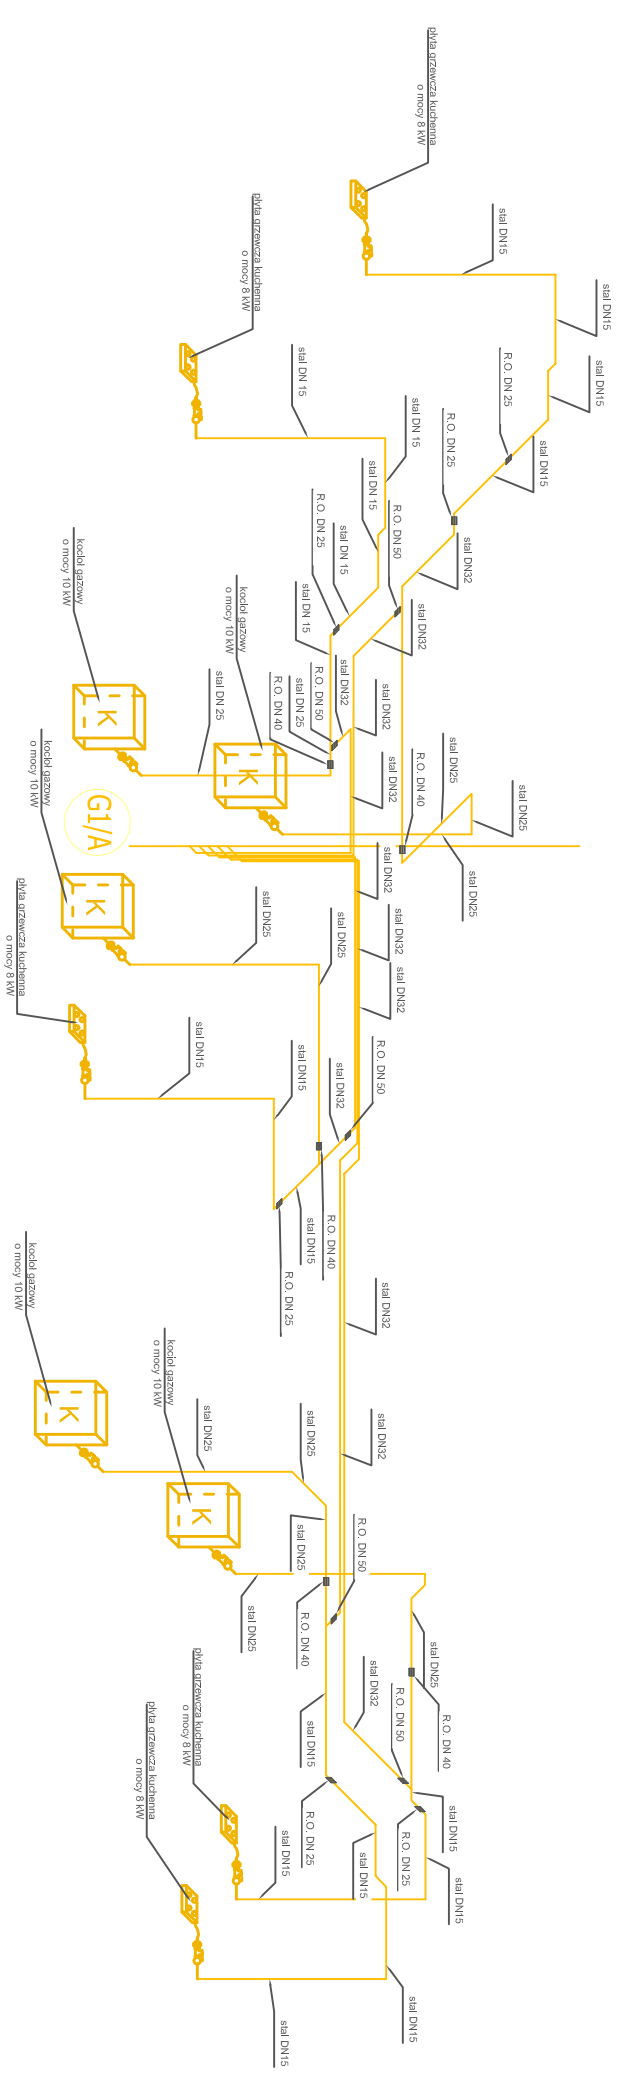 płyta grzewcza kuchenna
o mocy 8 kW
stal DN15
stal DN15
płyta grzewcza kuchenna
o mocy 8 kW
R.O. DN 25
stal DN15
stal DN 15
stal DN 15
R.O. DN 25
stal DN15
stal DN 15
R.O. DN 50
stal DN32
R.O. DN 25
stal DN 15
kocioł gazowy
o mocy 10 kW
kocioł gazowy
o mocy 10 kW
stal DN 15
stal DN32
stal DN 25
R.O. DN 40
stal DN 25
R.O. DN 50
stal DN32
stal DN32
K
K
kocioł gazowy
o mocy 10 kW
stal DN32
R.O. DN 40
stal DN25
stal DN25
G1/A
stal DN32
stal DN25
K
płyta grzewcza kuchenna
o mocy 8 kW
stal DN25
stal DN25
stal DN32
stal DN32
stal DN15
stal DN15
stal DN32
R.O. DN 50
stal DN15
R.O. DN 40
R.O. DN 25
kocioł gazowy
o mocy 10 kW
stal DN32
kocioł gazowy
o mocy 10 kW
K
stal DN25
stal DN25
stal DN32
K
stal DN25
R.O. DN 50
stal DN25
R.O. DN 40
płyta grzewcza kuchenna
o mocy 8 kW
stal DN32
stal DN25
płyta grzewcza kuchenna
o mocy 8 kW
stal DN15
R.O. DN 50
R.O. DN 40
stal DN15
R.O. DN 25
stal DN15
R.O. DN 25
stal DN15
stal DN15
stal DN15
stal DN15